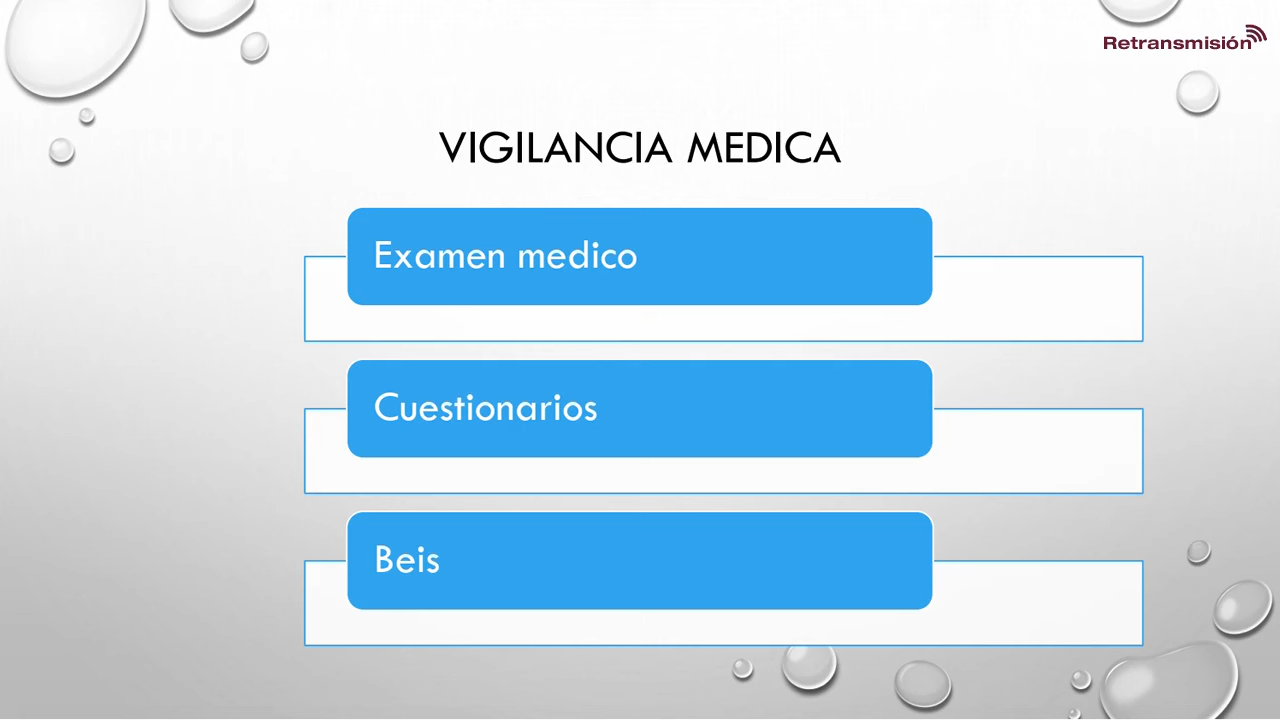 Retransmisión
VIGILANCIA MEDICA
Examen medico
Cuestionarios
Beis